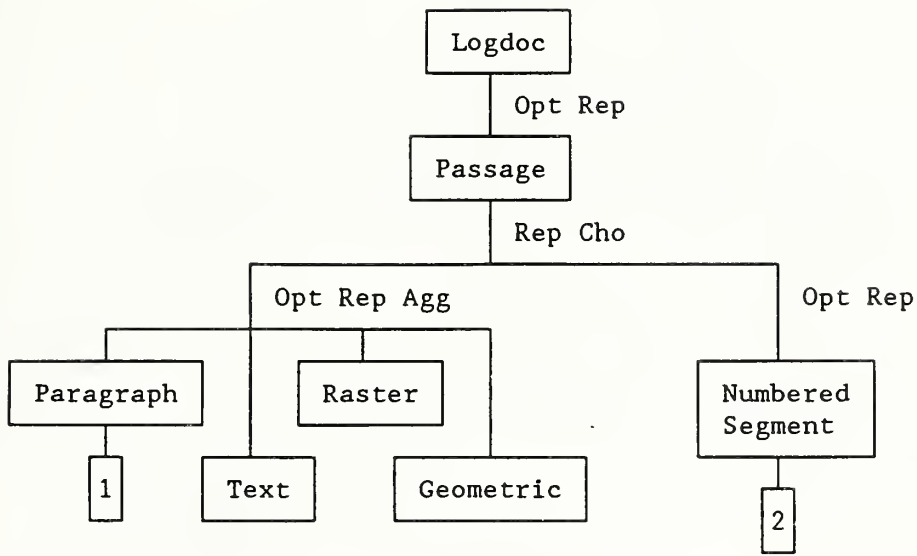 Logdoc
Opt Rep
Passage
Rep Cho
Opt Rep Agg
Opt Rep
Paragraph
Raster
Numbered
Segment
1
Text
Geometric
2